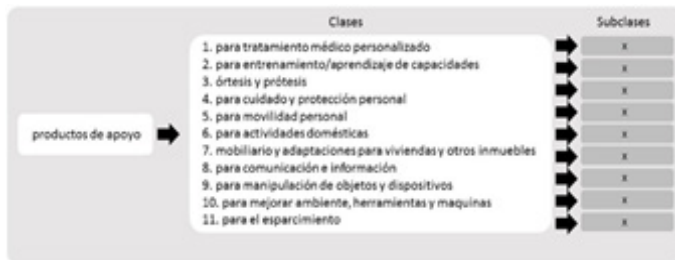 Clases
Subclases
1. para tratamiento médico personalizado
x
2. para entrenamiento/aprendizaje de capacidades
x
3. órtesis y prótesis
x
4. para cuidado y protección personal
x
5. para movilidad personal
x
productos de apoyo
6. para actividades domésticas
x
7. mobiliario y adaptaciones para viviendas y otros inmuebles
x
8. para comunicación e información
x
9. para manipulación de objetos y dispositivos
10. para mejorar ambiente, herramientas y maquinas
11. para el esparcimiento
x